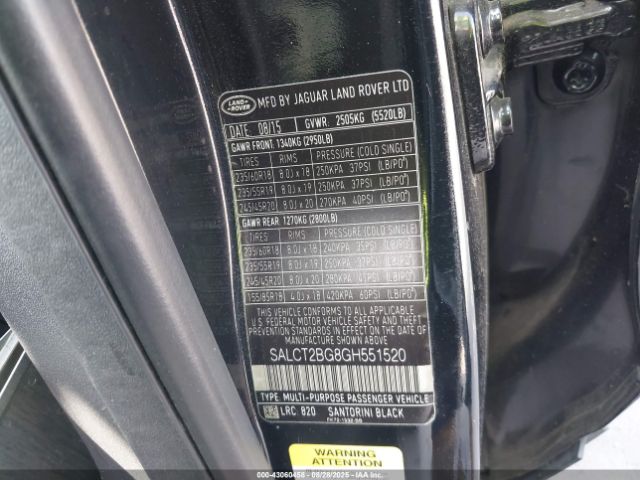 LAND ROVER
MFD BY JAGUAR LAND ROVER LTD
DATE 08/15 GVWR. 2505KG (5520LB)
GAWR FRONT. 1340KG (2950LB)
TIRES RIMS PRESSURE (COLD SINGLE)
235/60R18 8.0J x 18 250KPA 37PSI (LB/PO²)
235/55R19 8.0J x 19 250KPA 37PSI (LB/PO²)
245/45R20 8.0J x 20 270KPA 40PSI (LB/PO²)
GAWR REAR 1270KG (2800LB)
TIRES RIMS PRESSURE (COLD SINGLE)
235/60R18 8.0J x 18 240KPA 35PSI (LB/PO²)
235/55R19 8.0J x 19 250KPA 37PSI (LB/PO²)
245/45R20 8.0J x 20 280KPA 41PSI (LB/PO²)
155/85R18 4.0J x 18 420KPA 60PSI (LB/PO²)
THIS VEHICLE CONFORMS TO ALL APPLICABLE
U.S. FEDERAL MOTOR VEHICLE SAFETY AND THEFT
PREVENTION STANDARDS IN EFFECT ON THE DATE OF
MANUFACTURE SHOWN ABOVE.
SALCT2BG8GH551520
TYPE: MULTI-PURPOSE PASSENGER VEHICLE
LRC 820 SANTORINI BLACK
WARNING
ATTENTION
000-43060458 - 08/28/2025 - IAA Holdings, LLC